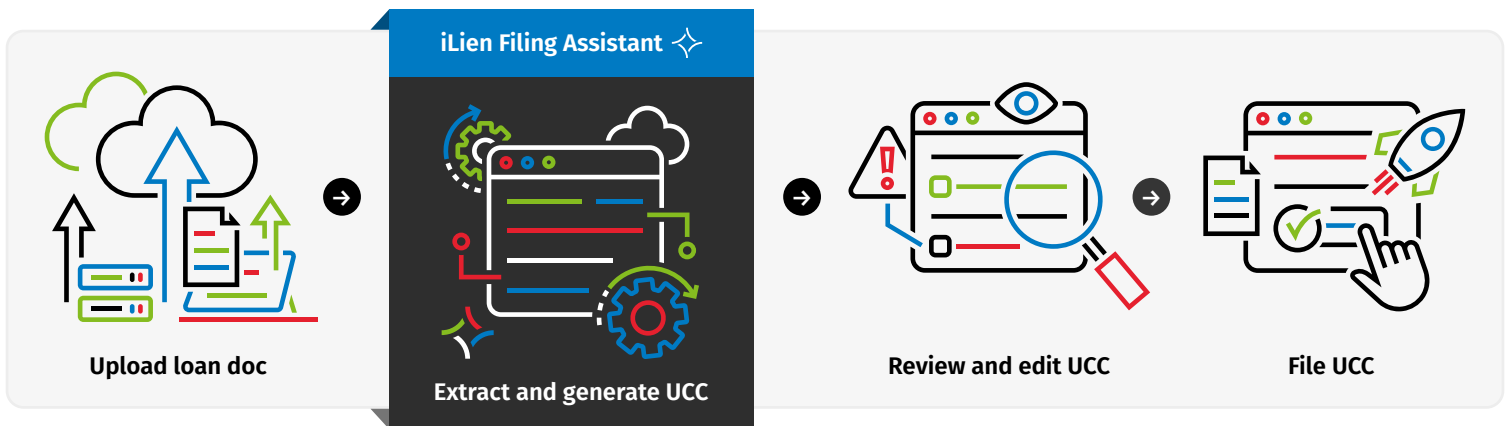 iLien Filing Assistant
Upload loan doc
Extract and generate UCC
Review and edit UCC
File UCC